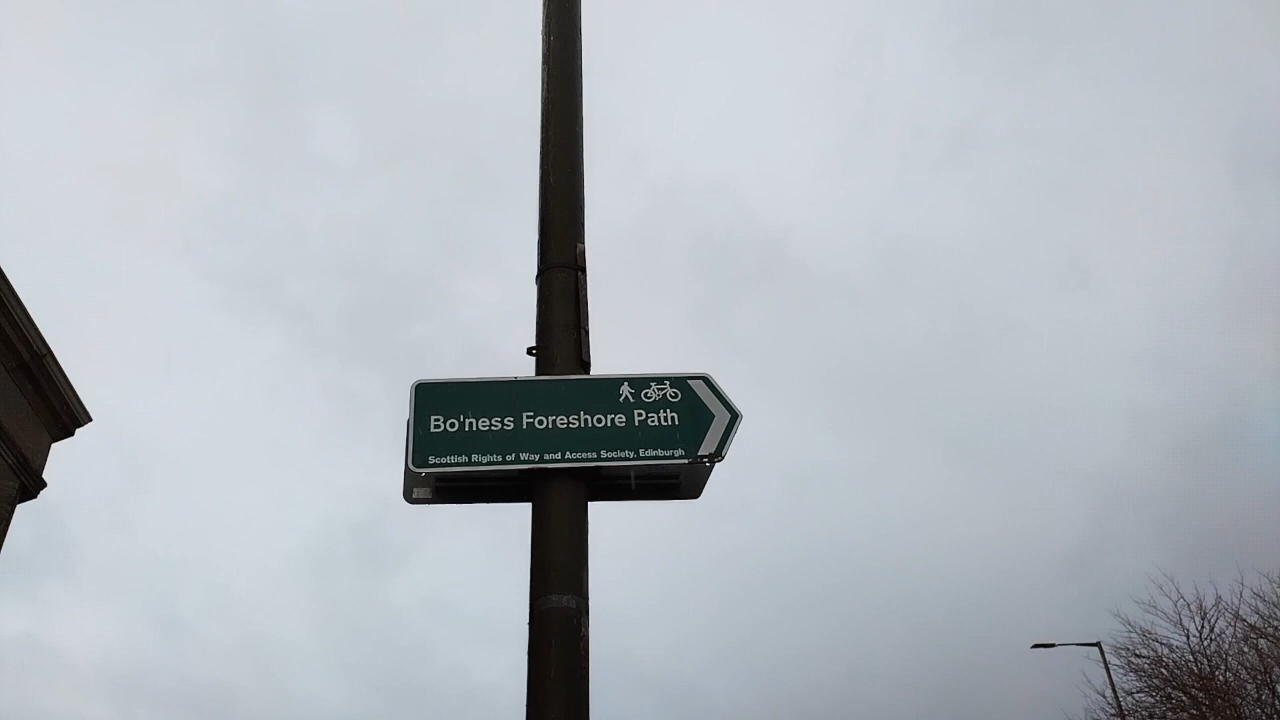 Bo'ness Foreshore Path
Scottish Rights of Way and Access Society, Edinburgh